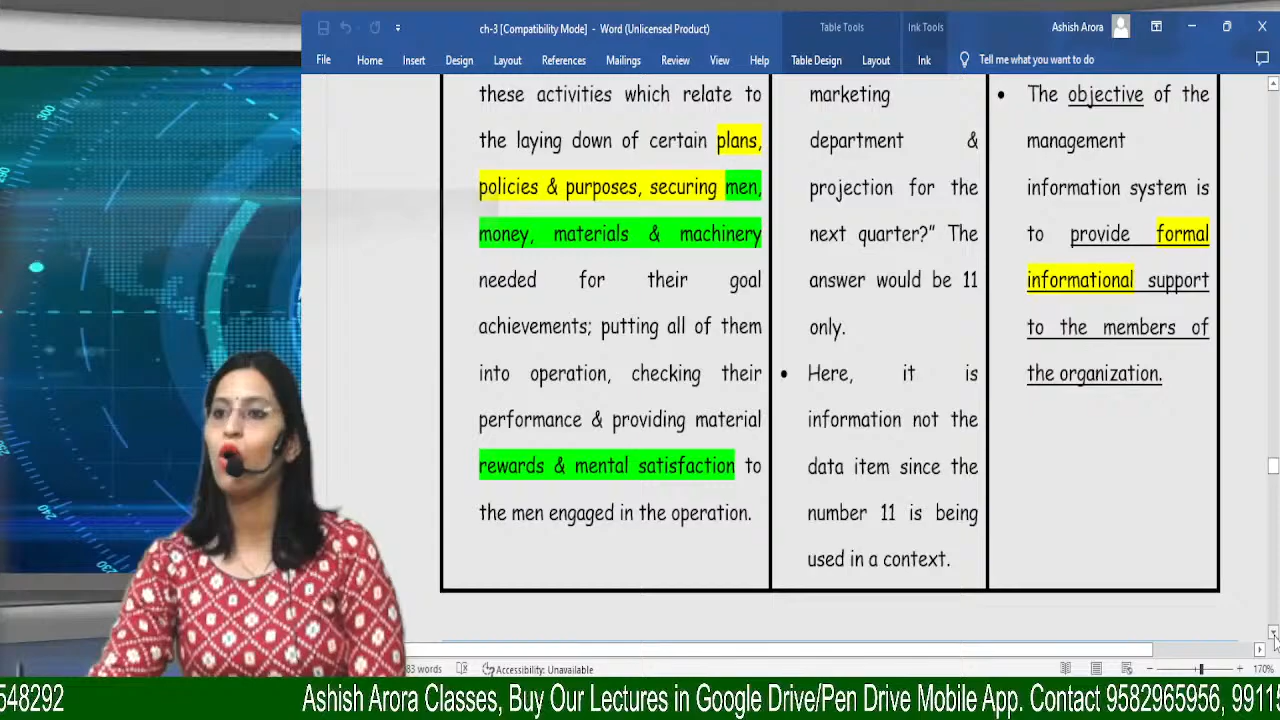 ch-3 [Compatibility Mode] - Word (Unlicensed Product)
Table Tools
Ink Tools
Ashish Arora
File Home Insert Design Layout References Mailings Review View Help Table Design Layout Ink Tell me what you want to do
these activities which relate to
the laying down of certain plans,
policies & purposes, securing men,
money, materials & machinery
needed for their goal
achievements; putting all of them
into operation, checking their
performance & providing material
rewards & mental satisfaction to
the men engaged in the operation.
marketing
department &
projection for the
next quarter?” The
answer would be 11
only.
• Here, it is
information not the
data item since the
number 11 is being
used in a context.
• The objective of the
management
information system is
to provide formal
informational support
to the members of
the organization.
300
240
230
83 words
Accessibility: Unavailable
170%
548292 Ashish Arora Classes, Buy Our Lectures in Google Drive/Pen Drive Mobile App. Contact 9582965956, 9911